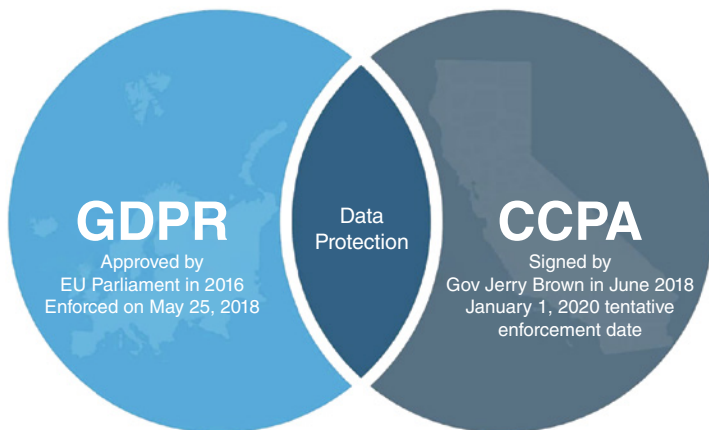 GDPR
Approved by
EU Parliament in 2016
Enforced on May 25, 2018
Data
Protection
CCPA
Signed by
Gov Jerry Brown in June 2018
January 1, 2020 tentative
enforcement date